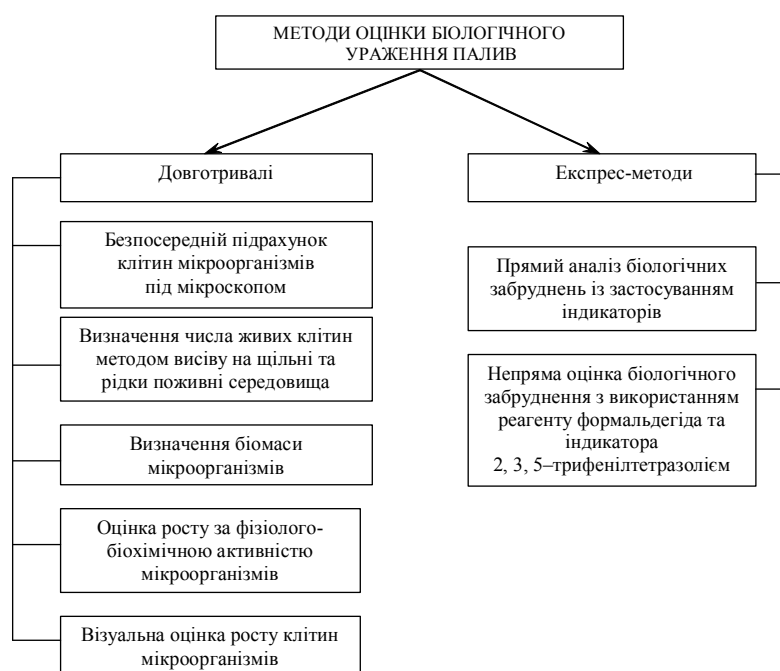 МЕТОДИ ОЦІНКИ БІОЛОГІЧНОГО
УРАЖЕННЯ ПАЛИВ
Довготривалі
Безпосередній підрахунок
клітин мікроорганізмів
під мікроскопом
Визначення числа живих клітин
методом висіву на щільні та
рідки поживні середовища
Визначення біомаси
мікроорганізмів
Оцінка росту за фізіолого-
біохімічною активністю
мікроорганізмів
Візуальна оцінка росту клітин
мікроорганізмів
Експрес-методи
Прямий аналіз біологічних
забруднень із застосуванням
індикаторів
Непряма оцінка біологічного
забруднення з використанням
реагенту формальдегіда та
індикатора
2, 3, 5–трифенілтетразолієм